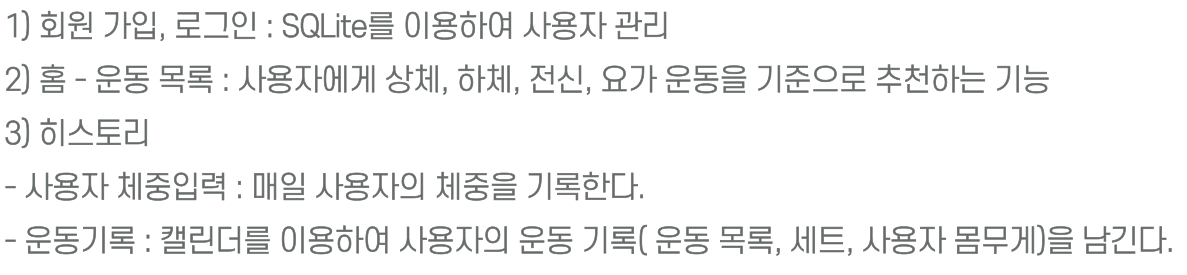 1) 회원 가입, 로그인 : SQLite를 이용하여 사용자 관리
2) 홈 - 운동 목록 : 사용자에게 상체, 하체, 전신, 요가 운동을 기준으로 추천하는 기능
3) 히스토리
- 사용자 체중입력 : 매일 사용자의 체중을 기록한다.
- 운동기록 : 캘린더를 이용하여 사용자의 운동 기록( 운동 목록, 세트, 사용자 몸무게)을 남긴다.